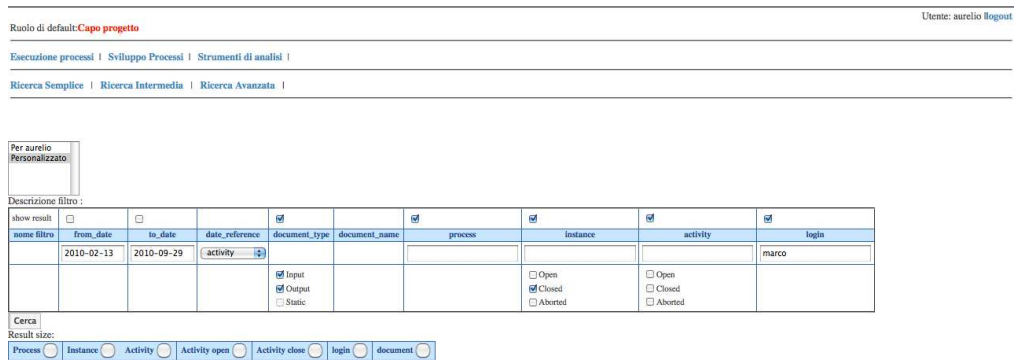 Utente: aurelio llogout
Ruolo di default:Capo progetto
Esecuzione processi | Sviluppo Processi | Strumenti di analisi |
Ricerca Semplice | Ricerca Intermedia | Ricerca Avanzata |
Per aurelio
Personalizzato
Descrizione filtro :
show result
nome filtro from_date to_date date_reference document_type document_name process instance activity login
2010-02-13 2010-09-29 activity marco
Input Open Open
Output Closed Closed
Static Aborted Aborted
Cerca
Result size:
Process Instance Activity Activity open Activity close login document